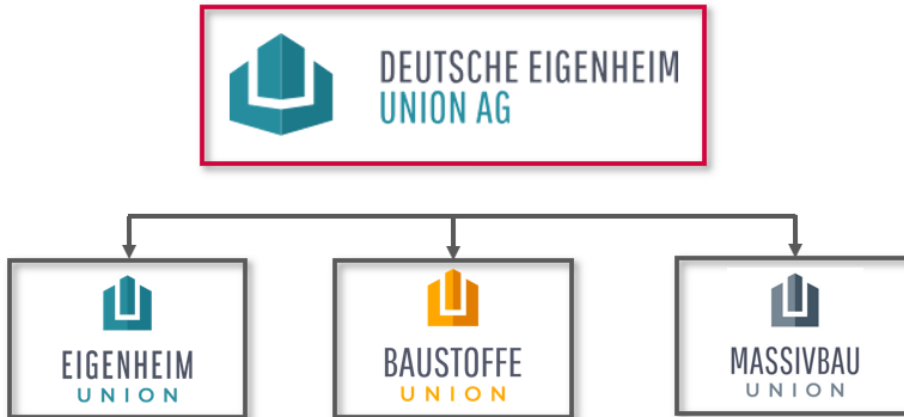 DEUTSCHE EIGENHEIM
UNION AG
EIGENHEIM
UNION
BAUSTOFFE
UNION
MASSIVBAU
UNION